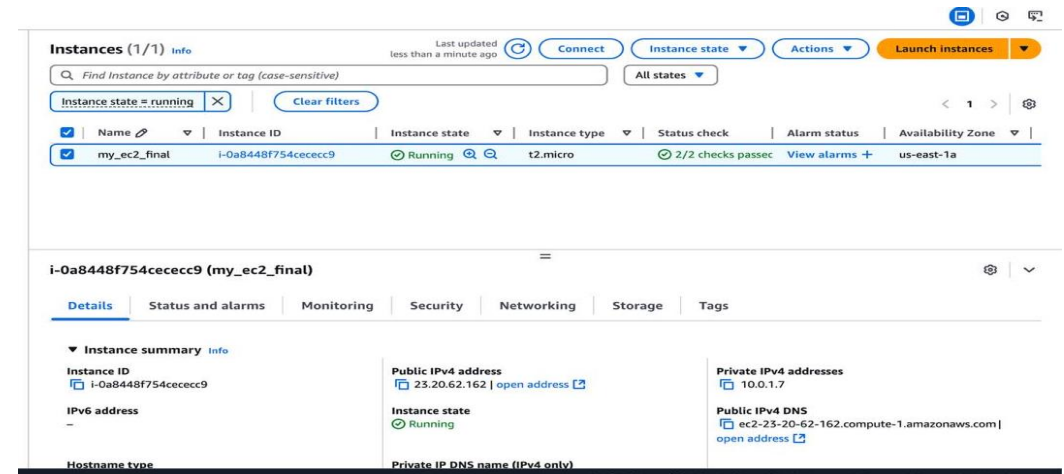 Instances (1/1) Info
Last updated
less than a minute ago
Connect
Instance state
Actions
Launch instances
Find Instance by attribute or tag (case-sensitive)
All states
Instance state = running
Clear filters
1
Name
Instance ID
Instance state
Instance type
Status check
Alarm status
Availability Zone
my_ec2_final
i-0a8448f754cececc9
Running
t2.micro
2/2 checks passec
View alarms +
us-east-1a
i-0a8448f754cececc9 (my_ec2_final)
Details
Status and alarms
Monitoring
Security
Networking
Storage
Tags
Instance summary Info
Instance ID
i-0a8448f754cececc9
Public IPv4 address
23.20.62.162 | open address
Private IPv4 addresses
10.0.1.7
IPv6 address
–
Instance state
Running
Public IPv4 DNS
ec2-23-20-62-162.compute-1.amazonaws.com |
open address
Hostname type
Private IP DNS name (IPv4 only)